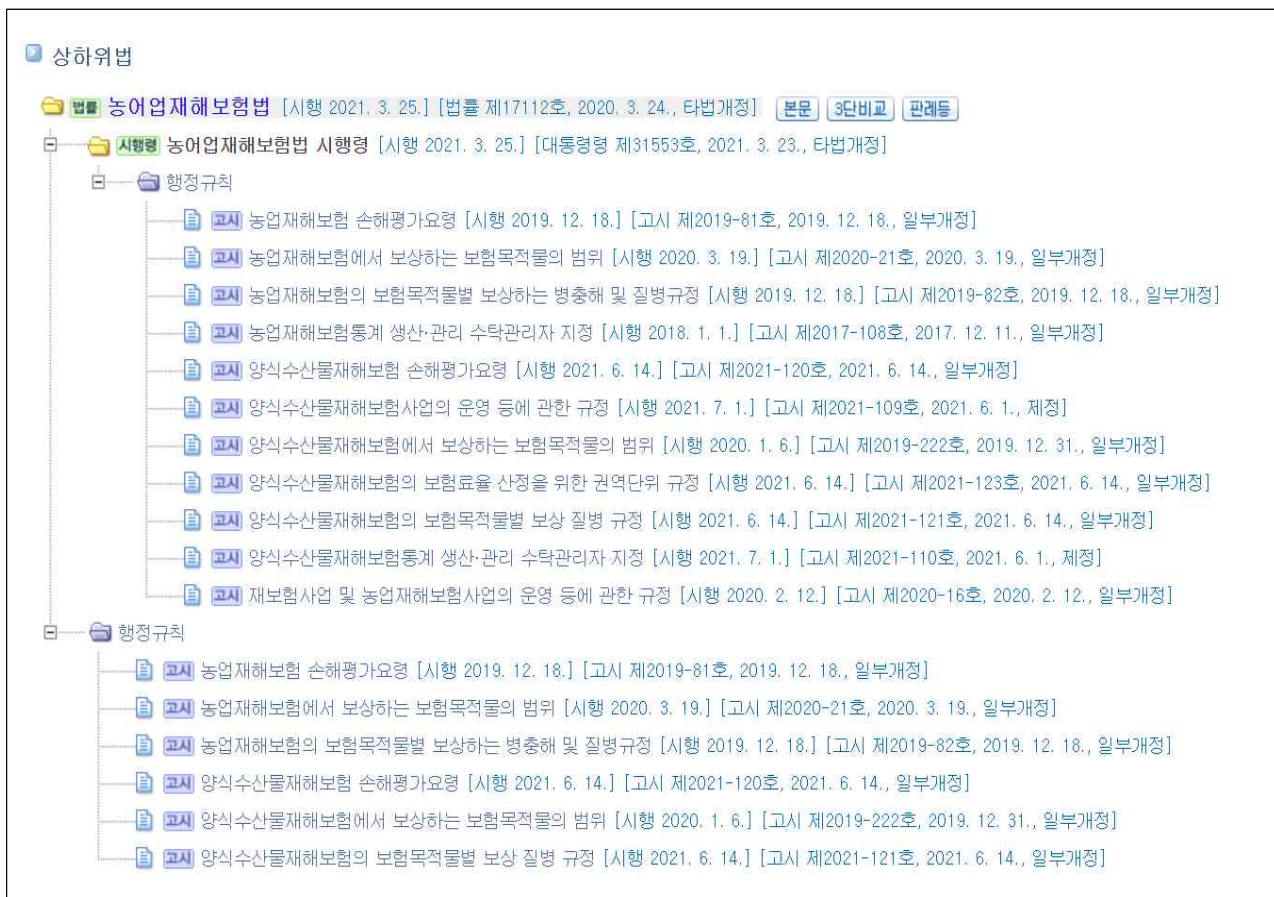 상하위법
법률 농어업재해보험법 [시행 2021. 3. 25.] [법률 제17112호, 2020. 3. 24., 타법개정] 본문 3단비교 판례등
시행령 농어업재해보험법 시행령 [시행 2021. 3. 25.] [대통령령 제31553호, 2021. 3. 23., 타법개정]
행정규칙
고시 농업재해보험 손해평가요령 [시행 2019. 12. 18.] [고시 제2019-81호, 2019. 12. 18., 일부개정]
고시 농업재해보험에서 보상하는 보험목적물의 범위 [시행 2020. 3. 19.] [고시 제2020-21호, 2020. 3. 19., 일부개정]
고시 농업재해보험의 보험목적물별 보상하는 병충해 및 질병규정 [시행 2019. 12. 18.] [고시 제2019-82호, 2019. 12. 18., 일부개정]
고시 농업재해보험통계 생산·관리 수탁관리자 지정 [시행 2018. 1. 1.] [고시 제2017-108호, 2017. 12. 11., 일부개정]
고시 양식수산물재해보험 손해평가요령 [시행 2021. 6. 14.] [고시 제2021-120호, 2021. 6. 14., 일부개정]
고시 양식수산물재해보험사업의 운영 등에 관한 규정 [시행 2021. 7. 1.] [고시 제2021-109호, 2021. 6. 1., 제정]
고시 양식수산물재해보험에서 보상하는 보험목적물의 범위 [시행 2020. 1. 6.] [고시 제2019-222호, 2019. 12. 31., 일부개정]
고시 양식수산물재해보험의 보험료율 산정을 위한 권역단위 규정 [시행 2021. 6. 14.] [고시 제2021-123호, 2021. 6. 14., 일부개정]
고시 양식수산물재해보험의 보험목적물별 보상 질병 규정 [시행 2021. 6. 14.] [고시 제2021-121호, 2021. 6. 14., 일부개정]
고시 양식수산물재해보험통계 생산·관리 수탁관리자 지정 [시행 2021. 7. 1.] [고시 제2021-110호, 2021. 6. 1., 제정]
고시 재보험사업 및 농업재해보험사업의 운영 등에 관한 규정 [시행 2020. 2. 12.] [고시 제2020-16호, 2020. 2. 12., 일부개정]
행정규칙
고시 농업재해보험 손해평가요령 [시행 2019. 12. 18.] [고시 제2019-81호, 2019. 12. 18., 일부개정]
고시 농업재해보험에서 보상하는 보험목적물의 범위 [시행 2020. 3. 19.] [고시 제2020-21호, 2020. 3. 19., 일부개정]
고시 농업재해보험의 보험목적물별 보상하는 병충해 및 질병규정 [시행 2019. 12. 18.] [고시 제2019-82호, 2019. 12. 18., 일부개정]
고시 양식수산물재해보험 손해평가요령 [시행 2021. 6. 14.] [고시 제2021-120호, 2021. 6. 14., 일부개정]
고시 양식수산물재해보험에서 보상하는 보험목적물의 범위 [시행 2020. 1. 6.] [고시 제2019-222호, 2019. 12. 31., 일부개정]
고시 양식수산물재해보험의 보험목적물별 보상 질병 규정 [시행 2021. 6. 14.] [고시 제2021-121호, 2021. 6. 14., 일부개정]